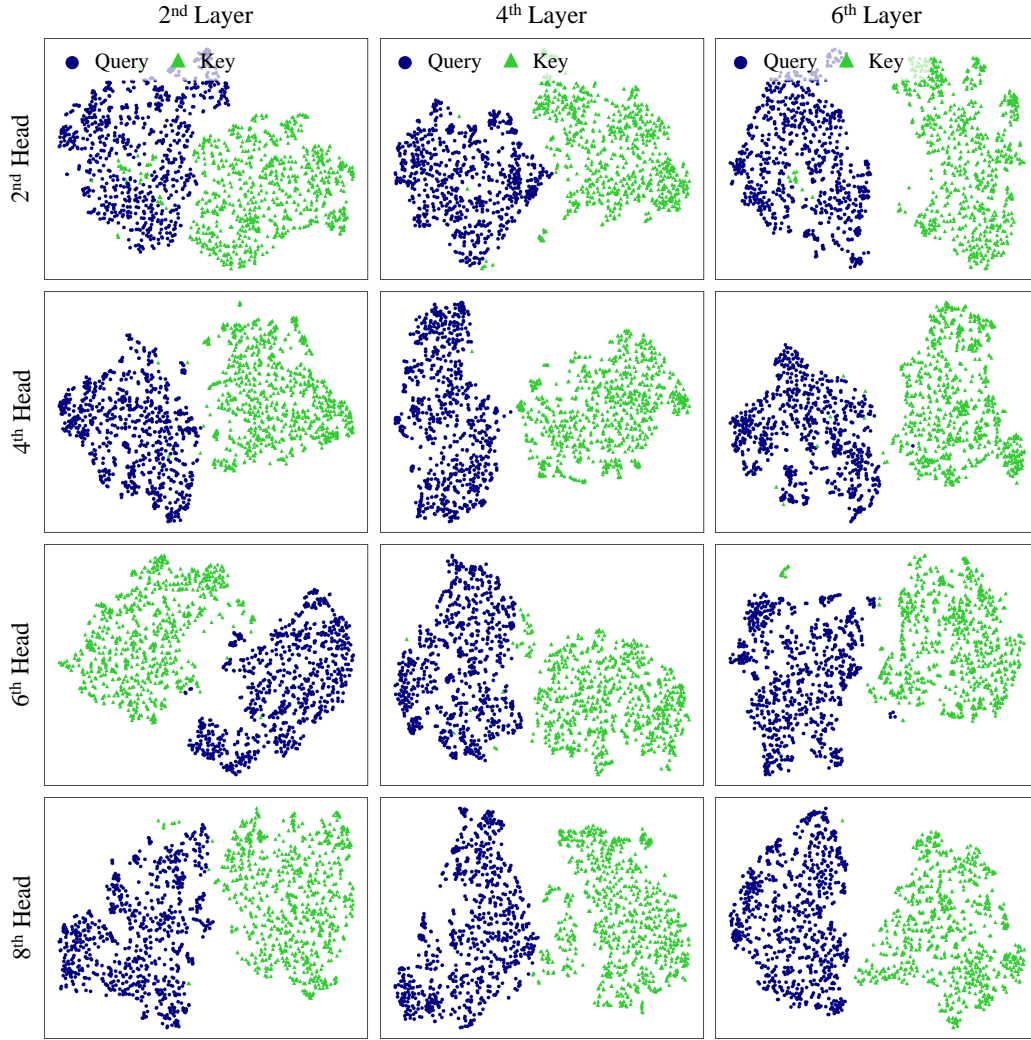 2nd Layer 4th Layer 6th Layer
Query Key Query Key Query Key
2nd Head
4th Head
6th Head
8th Head